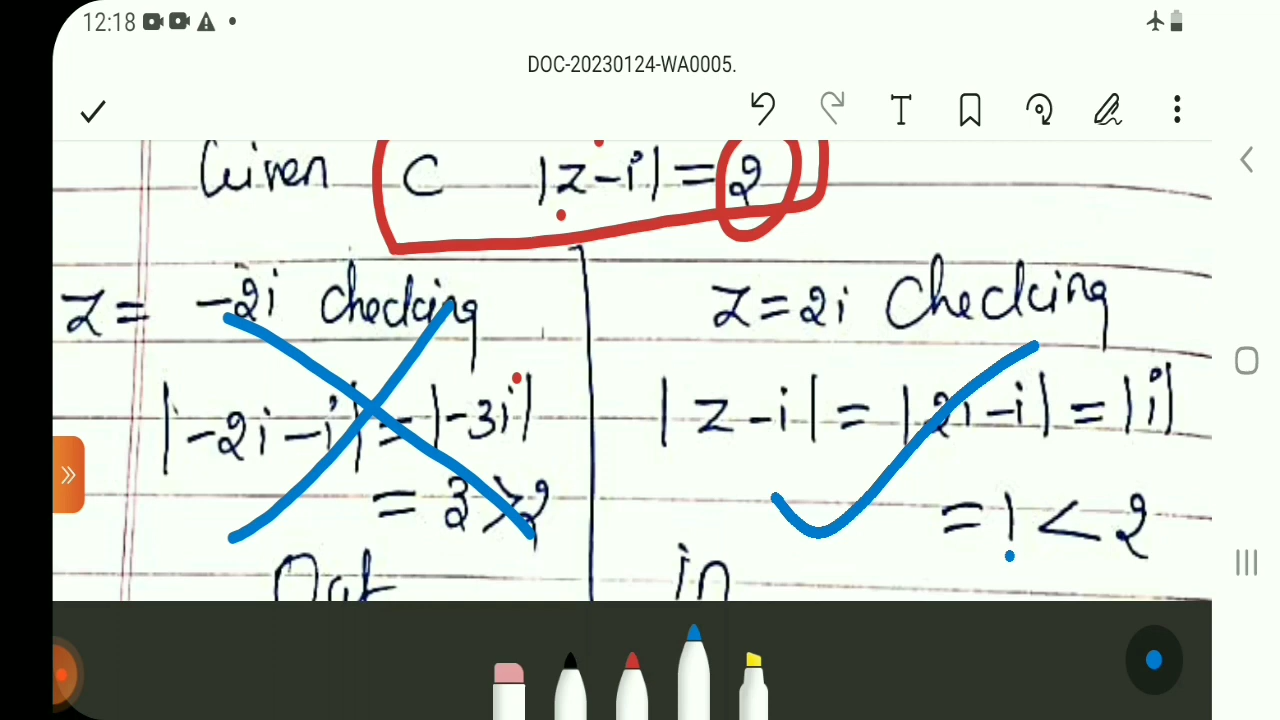 12:18
DOC-20230124-WA0005.
T
Given C |z-i| = 2
z = -2i checking
|-2i-i| = |-3i|
= 3 > 2
Out
z = 2i checking
|z-i| = |2i-i| = |i|
= 1 < 2
in